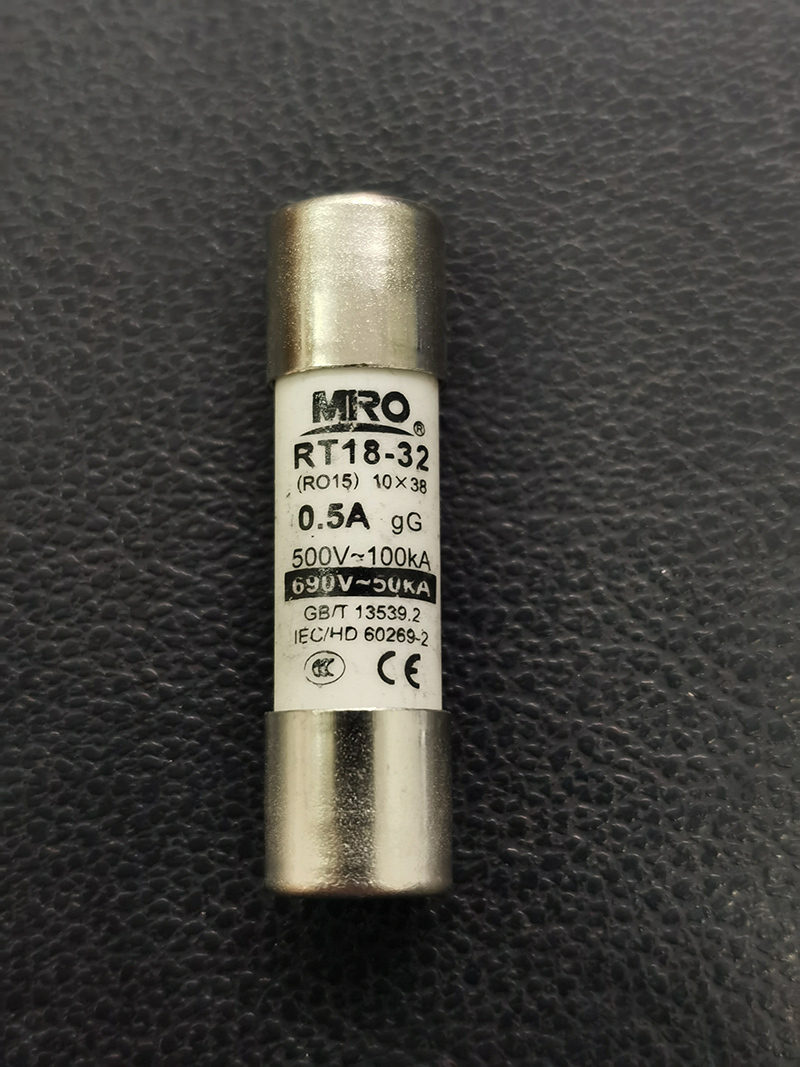 MRO®
RT18-32
(RO15) 10×38
0.5A gG
500V~100kA
690V~50kA
GB/T 13539.2
IEC/HD 60269-2
CCC CE